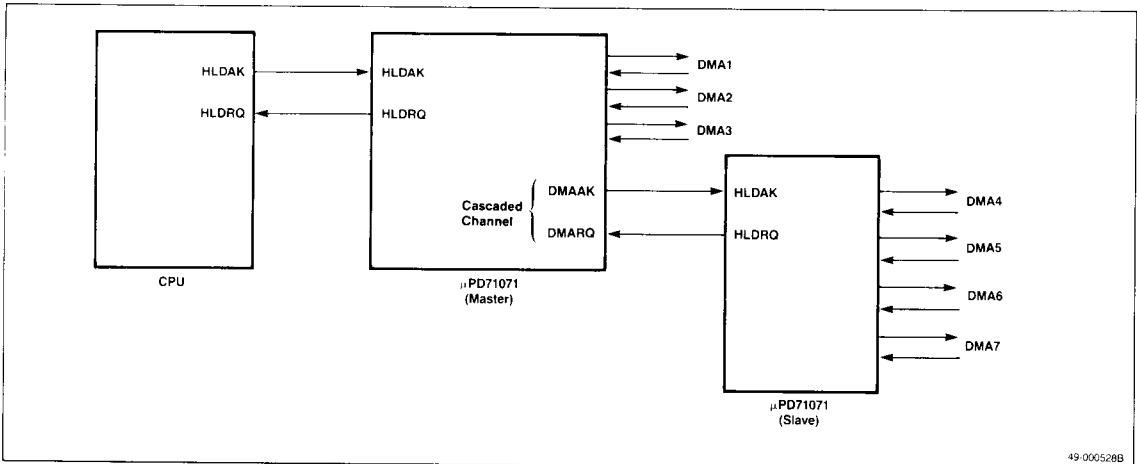 HLDAK
HLDRQ
CPU
HLDAK
HLDRQ
Cascaded
Channel
DMAAK
DMARQ
µPD71071
(Master)
DMA1
DMA2
DMA3
HLDAK
HLDRQ
µPD71071
(Slave)
DMA4
DMA5
DMA6
DMA7
49-000528B